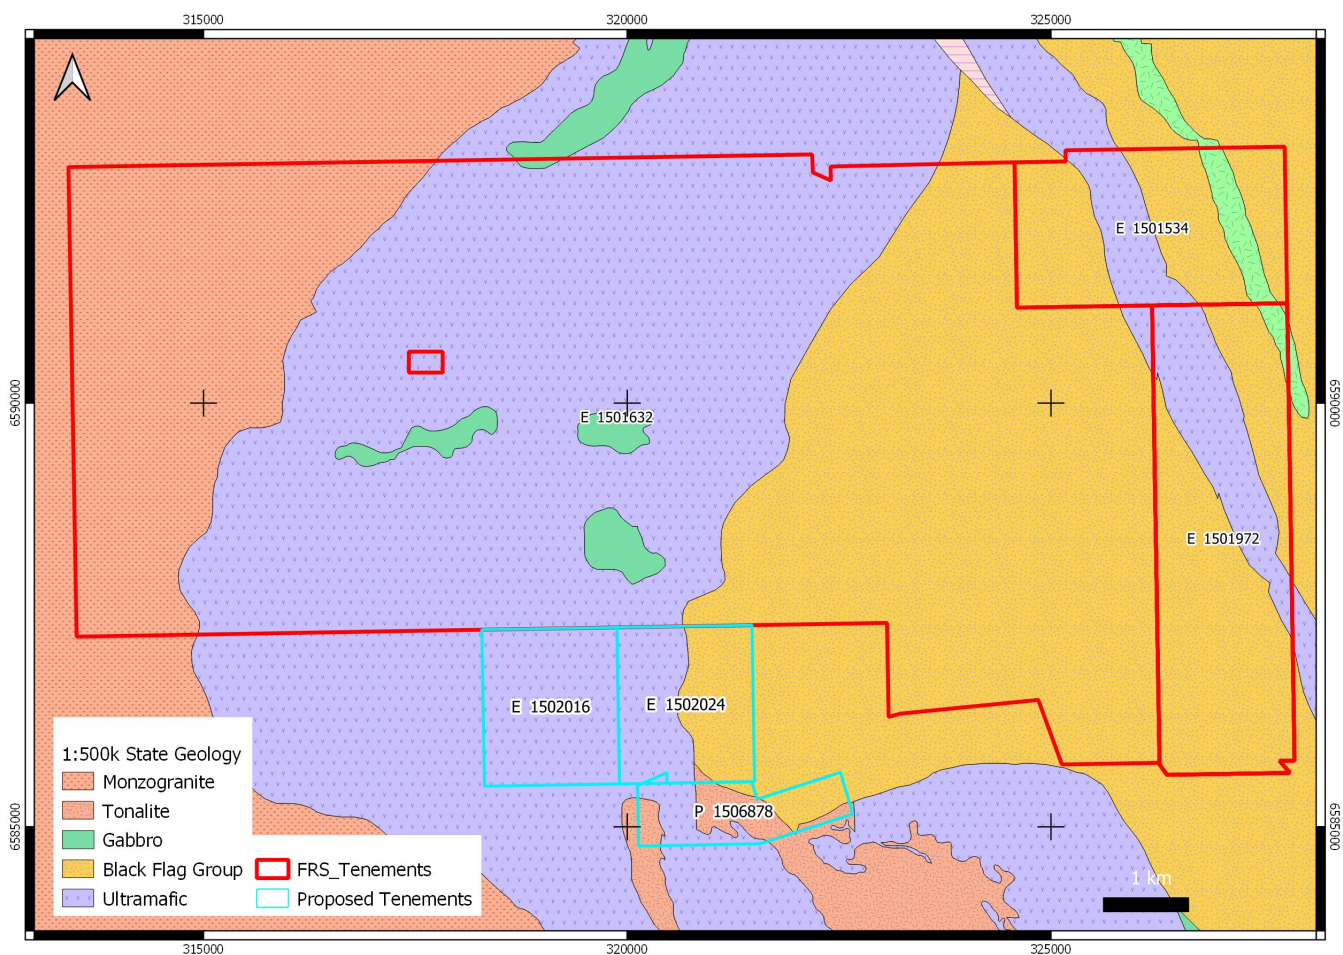 315000
320000
325000
E 1501534
6590000
6590000
E 1501632
E 1501972
E 1502016
E 1502024
1:500k State Geology
Monzogranite
Tonalite
Gabbro
Black Flag Group
Ultramafic
FRS_Tenements
Proposed Tenements
P 1506878
6585000
6585000
1 km
315000
320000
325000